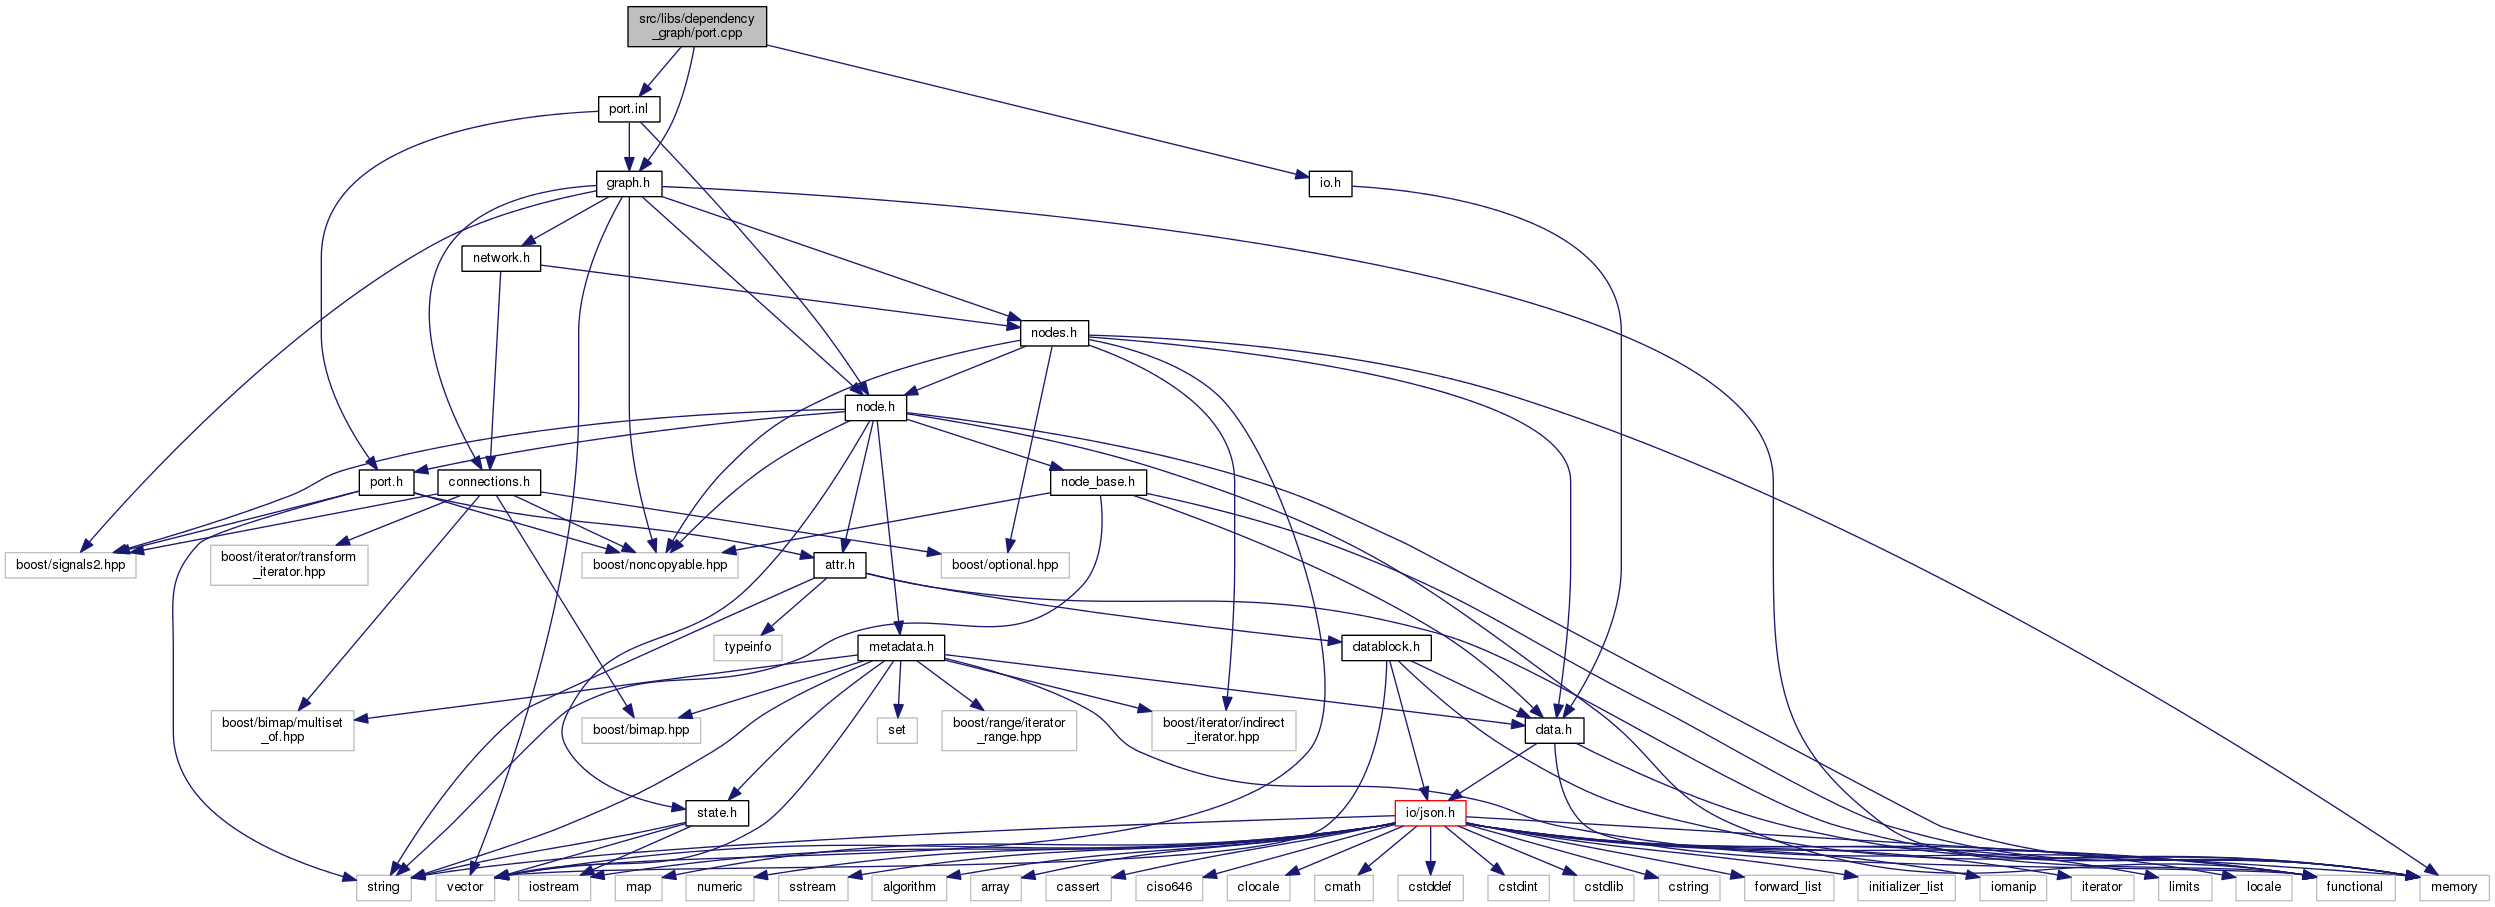 src/libs/dependency
_graph/port.cpp
port.inl
graph.h
io.h
network.h
nodes.h
node.h
port.h
connections.h
node_base.h
boost/signals2.hpp
boost/iterator/transform
_iterator.hpp
boost/noncopyable.hpp
attr.h
boost/optional.hpp
typeinfo
metadata.h
datablock.h
boost/bimap/multiset
_of.hpp
boost/bimap.hpp
set
boost/range/iterator
_range.hpp
boost/iterator/indirect
_iterator.hpp
data.h
state.h
io/json.h
string
vector
iostream
map
numeric
sstream
algorithm
array
cassert
ciso646
clocale
cmath
cstddef
cstdint
cstdlib
cstring
forward_list
initializer_list
iomanip
iterator
limits
locale
functional
memory